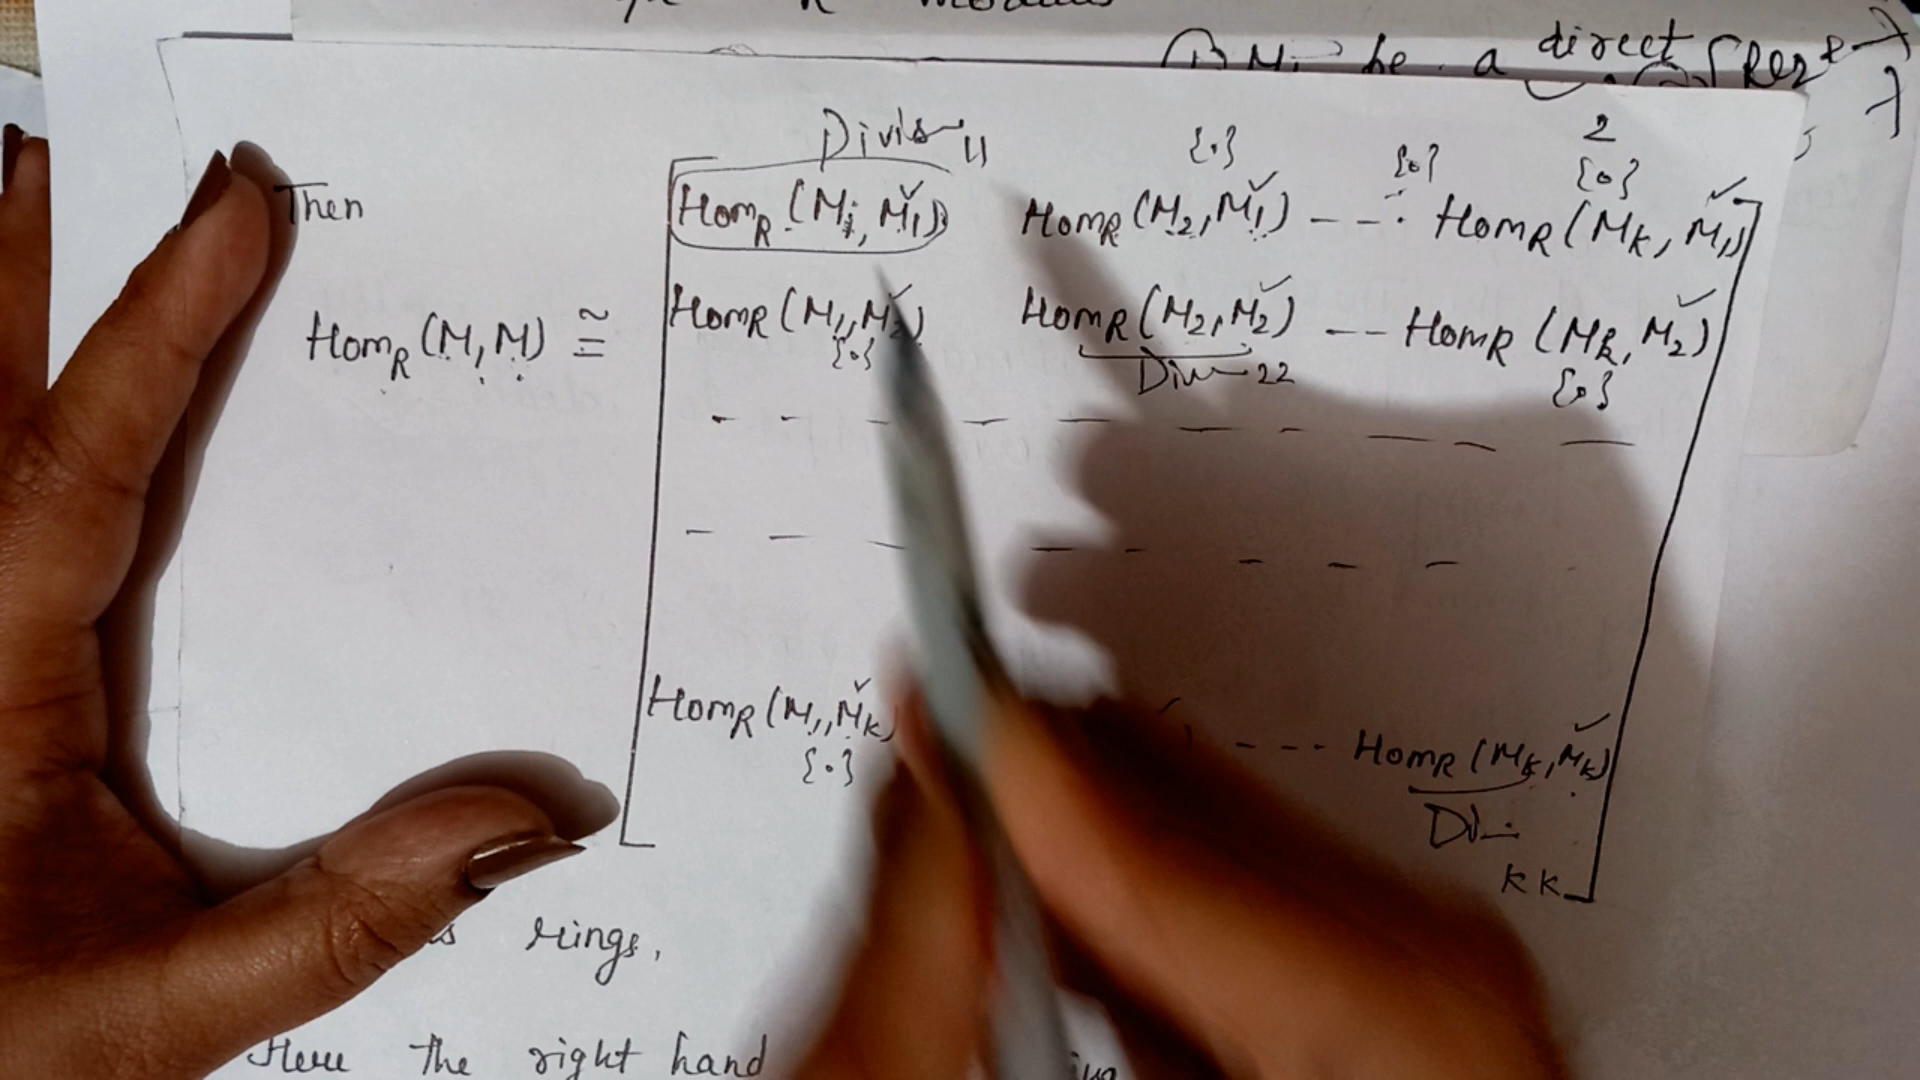 R
be a direct
Divis 11 {0} {0} 2 {0}
Then
Hom_R (M_1, M_1) Hom_R (M_2, M_1) --- Hom_R (M_k, M_1)
Hom_R (M, M) ≅
Hom_R (M_1, M_2) Hom_R (M_2, M_2) -- Hom_R (M_k, M_2)
{0} Div 22 {0}
Hom_R (M_1, M_k) ---- Hom_R (M_k, M_k)
{0} Div
kk
rings,
Here the right hand